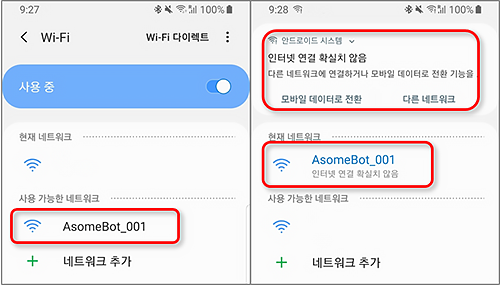 9:27
100%
Wi-Fi
Wi-Fi 다이렉트
사용 중
현재 네트워크
사용 가능한 네트워크
AsomeBot_001
네트워크 추가
9:28
100%
안드로이드 시스템
인터넷 연결 확실치 않음
다른 네트워크에 연결하거나 모바일 데이터로 전환 기능을
모바일 데이터로 전환
다른 네트워크
현재 네트워크
AsomeBot_001
인터넷 연결 확실치 않음
사용 가능한 네트워크
네트워크 추가